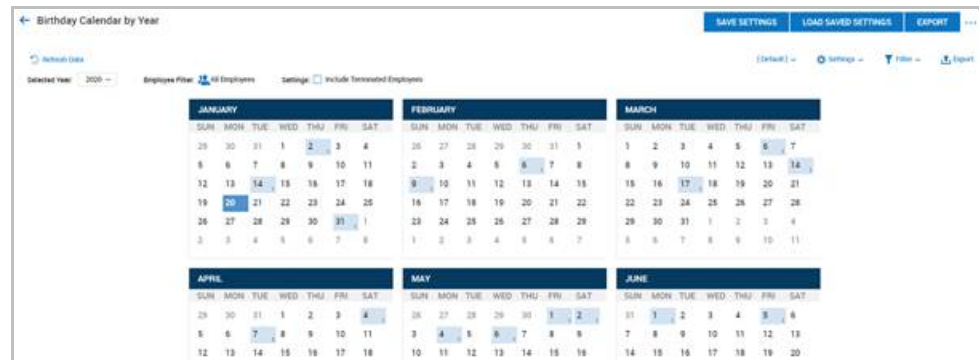 Birthday Calendar by Year SAVE SETTINGS LOAD SAVED SETTINGS EXPORT
Refresh Data [Default] Settings Filter Export
Selected Year: 2020 Employee Filter: All Employees Settings: Include Terminated Employees
JANUARY FEBRUARY MARCH
SUN MON TUE WED THU FRI SAT SUN MON TUE WED THU FRI SAT SUN MON TUE WED THU FRI SAT
29 30 31 1 2 3 4 26 27 28 29 30 31 1 1 2 3 4 5 6 7
5 6 7 8 9 10 11 2 3 4 5 6 7 8 8 9 10 11 12 13 14
12 13 14 15 16 17 18 9 10 11 12 13 14 15 15 16 17 18 19 20 21
19 20 21 22 23 24 25 16 17 18 19 20 21 22 22 23 24 25 26 27 28
26 27 28 29 30 31 1 23 24 25 26 27 28 29 29 30 31 1 2 3 4
2 3 4 5 6 7 8 1 2 3 4 5 6 7 5 6 7 8 9 10 11
APRIL MAY JUNE
SUN MON TUE WED THU FRI SAT SUN MON TUE WED THU FRI SAT SUN MON TUE WED THU FRI SAT
29 30 31 1 2 3 4 26 27 28 29 30 1 2 31 1 2 3 4 5 6
5 6 7 8 9 10 11 3 4 5 6 7 8 9 7 8 9 10 11 12 13
12 13 14 15 16 17 18 10 11 12 13 14 15 16 14 15 16 17 18 19 20